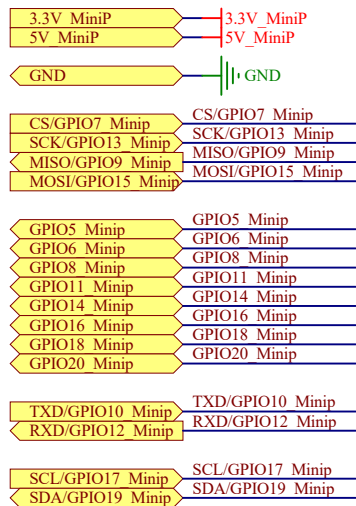 3.3V_MiniP 3.3V_MiniP
5V_MiniP 5V_MiniP
GND GND
CS/GPIO7_Minip CS/GPIO7_Minip
SCK/GPIO13_Minip SCK/GPIO13_Minip
MISO/GPIO9_Minip MISO/GPIO9_Minip
MOSI/GPIO15_Minip MOSI/GPIO15_Minip
GPIO5_Minip GPIO5_Minip
GPIO6_Minip GPIO6_Minip
GPIO8_Minip GPIO8_Minip
GPIO11_Minip GPIO11_Minip
GPIO14_Minip GPIO14_Minip
GPIO16_Minip GPIO16_Minip
GPIO18_Minip GPIO18_Minip
GPIO20_Minip GPIO20_Minip
TXD/GPIO10_Minip TXD/GPIO10_Minip
RXD/GPIO12_Minip RXD/GPIO12_Minip
SCL/GPIO17_Minip SCL/GPIO17_Minip
SDA/GPIO19_Minip SDA/GPIO19_Minip